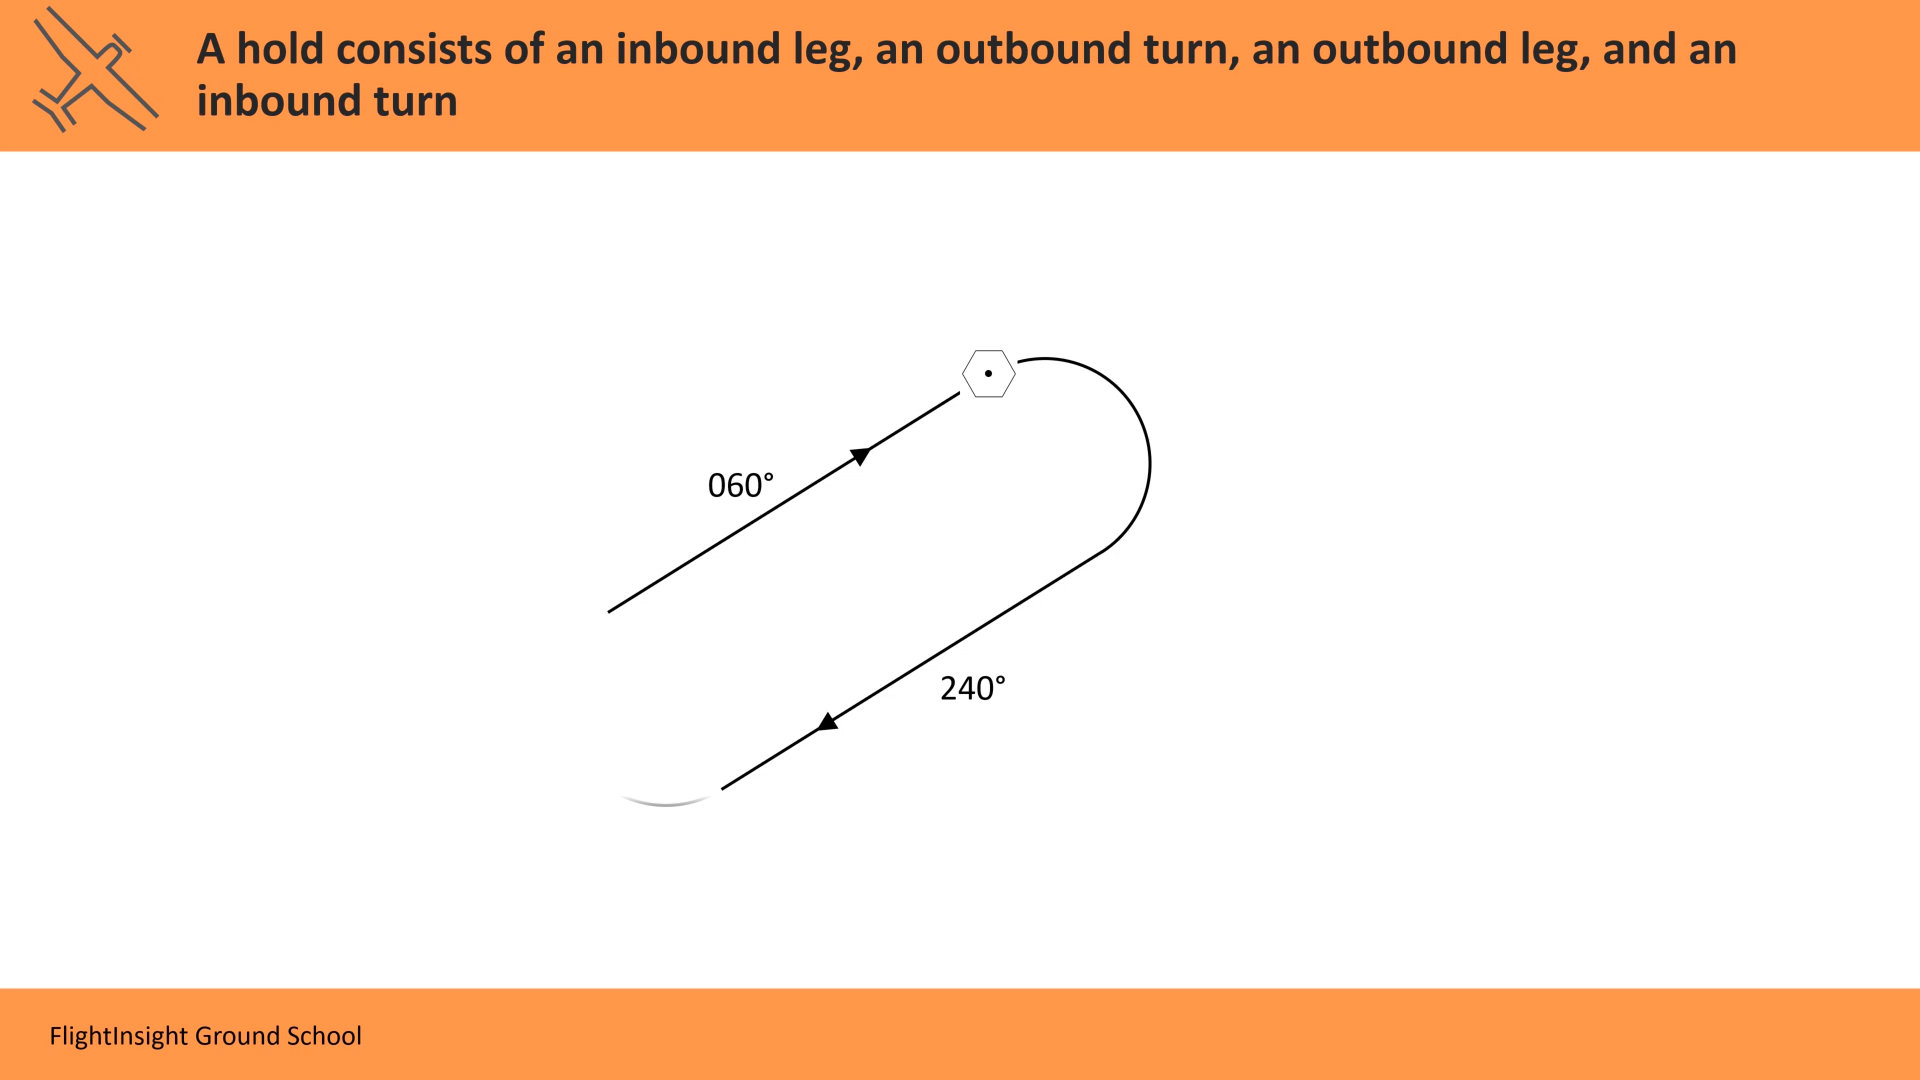 A hold consists of an inbound leg, an outbound turn, an outbound leg, and an
inbound turn
060°
240°
FlightInsight Ground School